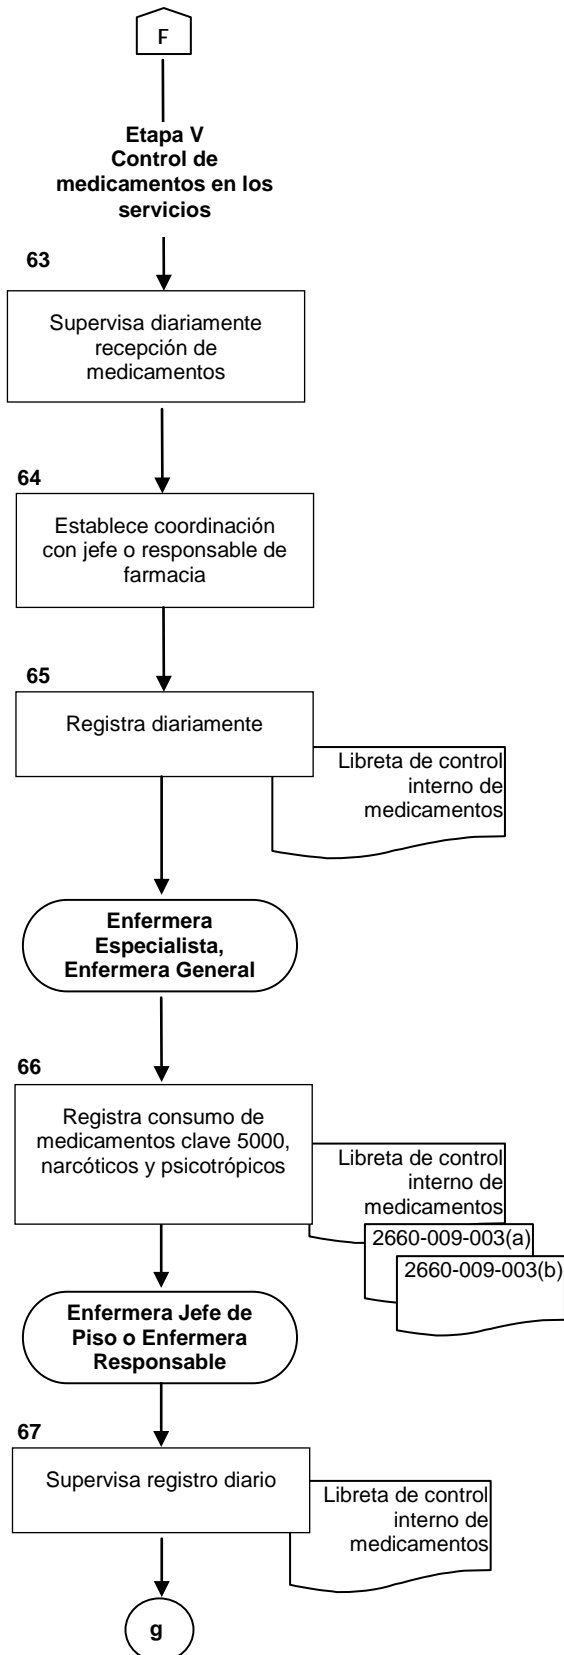 F
Etapa V
Control de
medicamentos en los
servicios
63
Supervisa diariamente
recepción de
medicamentos
64
Establece coordinación
con jefe o responsable de
farmacia
65
Registra diariamente
Libreta de control
interno de
medicamentos
Enfermera
Especialista,
Enfermera General
66
Registra consumo de
medicamentos clave 5000,
narcóticos y psicotrópicos
Libreta de control
interno de
medicamentos
2660-009-003(a)
2660-009-003(b)
Enfermera Jefe de
Piso o Enfermera
Responsable
67
Supervisa registro diario
Libreta de control
interno de
medicamentos
g